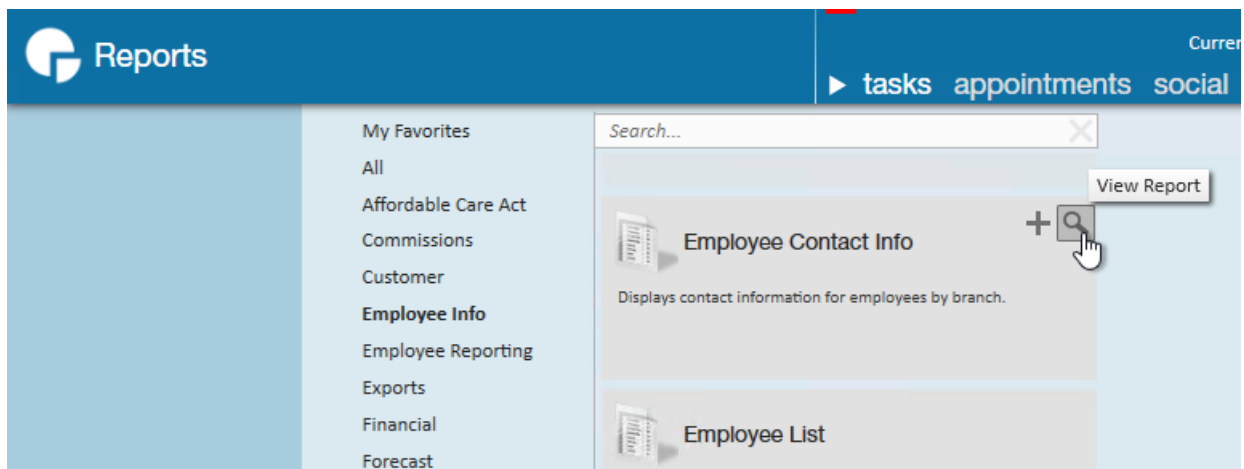 Reports
Curre
tasks appointments social
My Favorites
All
Affordable Care Act
Commissions
Customer
Employee Info
Employee Reporting
Exports
Financial
Forecast
Search...
View Report
Employee Contact Info
Displays contact information for employees by branch.
Employee List